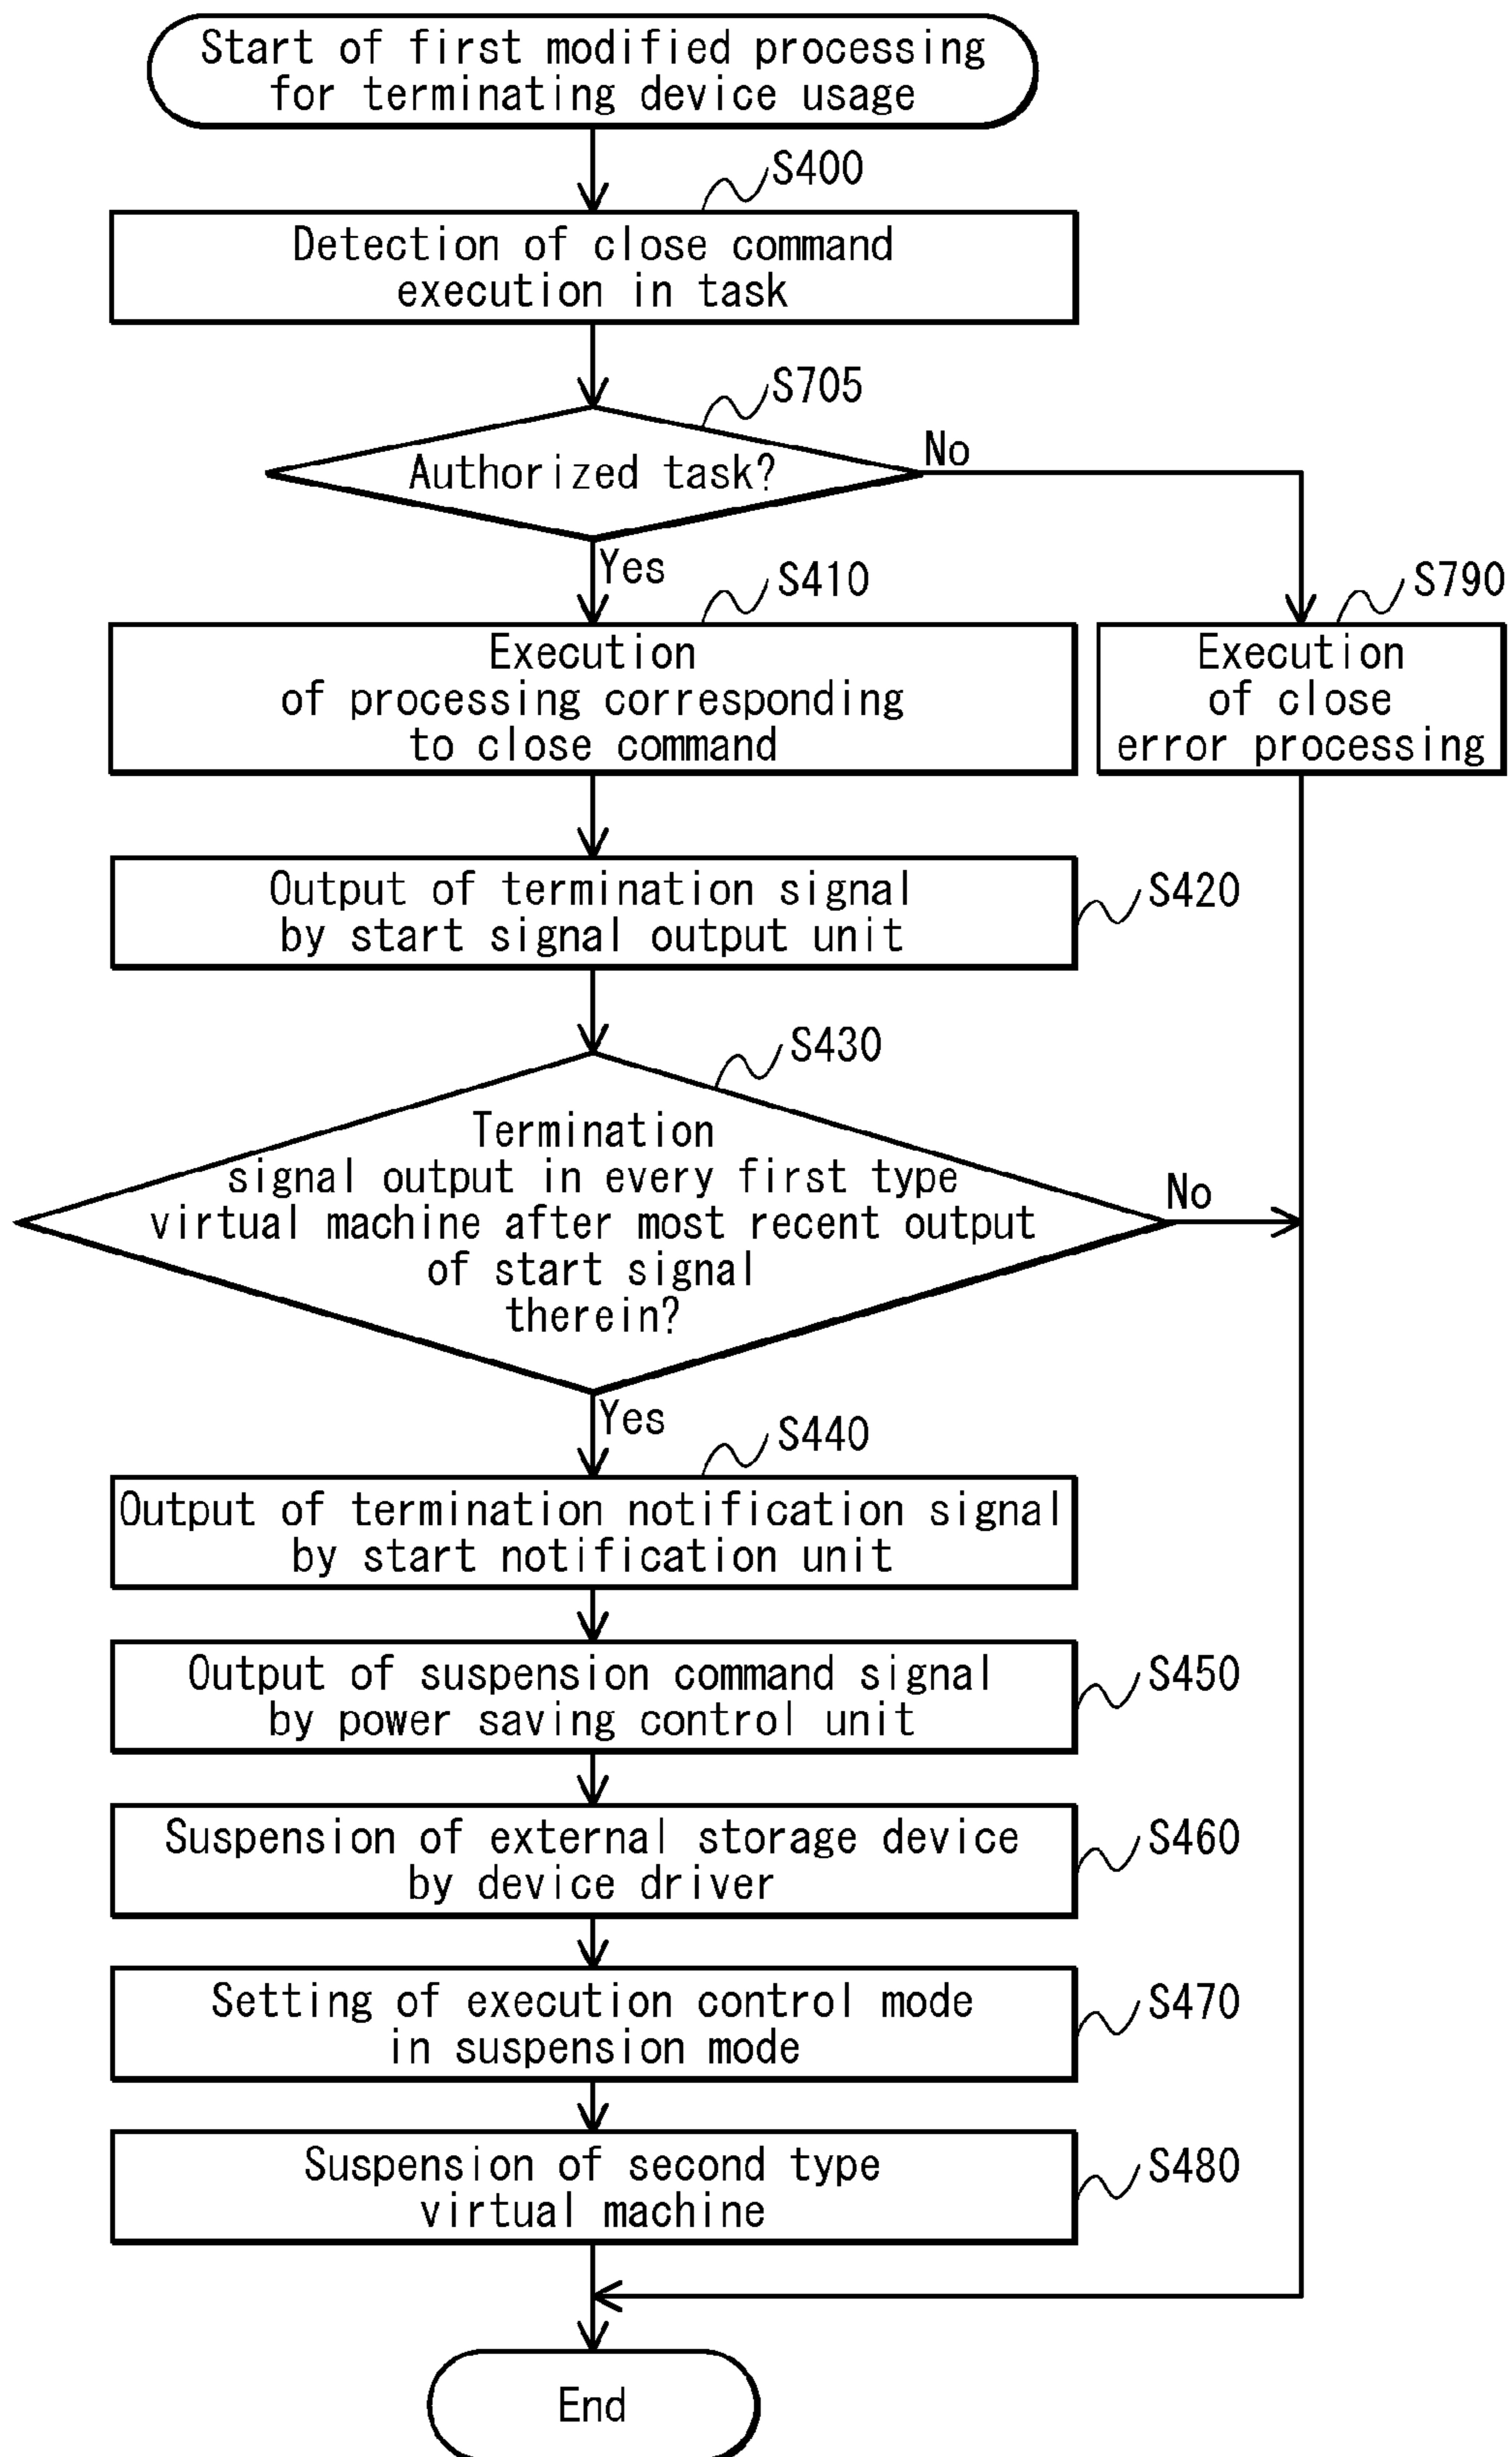 Start of first modified processing
for terminating device usage
S400
Detection of close command
execution in task
S705
Authorized task?
No
Yes
S410
Execution
of processing corresponding
to close command
S790
Execution
of close
error processing
Output of termination signal
by start signal output unit
S420
S430
Termination
signal output in every first type
virtual machine after most recent output
of start signal
therein?
No
Yes
S440
Output of termination notification signal
by start notification unit
Output of suspension command signal
by power saving control unit
S450
Suspension of external storage device
by device driver
S460
Setting of execution control mode
in suspension mode
S470
Suspension of second type
virtual machine
S480
End